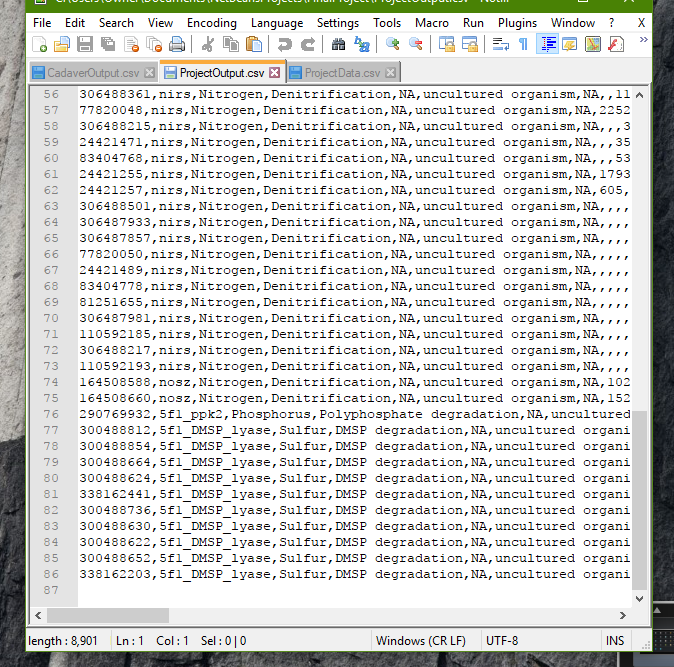 File Edit Search View Encoding Language Settings Tools Macro Run Plugins Window ? X
CadaverOutput.csv ProjectOutput.csv ProjectData.csv
56 306488361,nirs,Nitrogen,Denitrification,NA,uncultured organism,NA,,11
57 77820048,nirs,Nitrogen,Denitrification,NA,uncultured organism,NA,2252
58 306488215,nirs,Nitrogen,Denitrification,NA,uncultured organism,NA,,,3
59 24421471,nirs,Nitrogen,Denitrification,NA,uncultured organism,NA,,,35
60 83404768,nirs,Nitrogen,Denitrification,NA,uncultured organism,NA,,,53
61 24421255,nirs,Nitrogen,Denitrification,NA,uncultured organism,NA,1793
62 24421257,nirs,Nitrogen,Denitrification,NA,uncultured organism,NA,605,
63 306488501,nirs,Nitrogen,Denitrification,NA,uncultured organism,NA,,,,
64 306487933,nirs,Nitrogen,Denitrification,NA,uncultured organism,NA,,,,
65 306487857,nirs,Nitrogen,Denitrification,NA,uncultured organism,NA,,,,
66 77820050,nirs,Nitrogen,Denitrification,NA,uncultured organism,NA,,,,,
67 24421489,nirs,Nitrogen,Denitrification,NA,uncultured organism,NA,,,,,
68 83404778,nirs,Nitrogen,Denitrification,NA,uncultured organism,NA,,,,,
69 81251655,nirs,Nitrogen,Denitrification,NA,uncultured organism,NA,,,,,
70 306487981,nirs,Nitrogen,Denitrification,NA,uncultured organism,NA,,,,
71 110592185,nirs,Nitrogen,Denitrification,NA,uncultured organism,NA,,,,
72 306488217,nirs,Nitrogen,Denitrification,NA,uncultured organism,NA,,,,
73 110592193,nirs,Nitrogen,Denitrification,NA,uncultured organism,NA,,,,
74 164508588,nosz,Nitrogen,Denitrification,NA,uncultured organism,NA,102
75 164508660,nosz,Nitrogen,Denitrification,NA,uncultured organism,NA,152
76 290769932,5f1_ppk2,Phosphorus,Polyphosphate degradation,NA,uncultured
77 300488812,5f1_DMSP_lyase,Sulfur,DMSP degradation,NA,uncultured organi
78 300488854,5f1_DMSP_lyase,Sulfur,DMSP degradation,NA,uncultured organi
79 300488664,5f1_DMSP_lyase,Sulfur,DMSP degradation,NA,uncultured organi
80 300488624,5f1_DMSP_lyase,Sulfur,DMSP degradation,NA,uncultured organi
81 338162441,5f1_DMSP_lyase,Sulfur,DMSP degradation,NA,uncultured organi
82 300488736,5f1_DMSP_lyase,Sulfur,DMSP degradation,NA,uncultured organi
83 300488630,5f1_DMSP_lyase,Sulfur,DMSP degradation,NA,uncultured organi
84 300488622,5f1_DMSP_lyase,Sulfur,DMSP degradation,NA,uncultured organi
85 300488652,5f1_DMSP_lyase,Sulfur,DMSP degradation,NA,uncultured organi
86 338162203,5f1_DMSP_lyase,Sulfur,DMSP degradation,NA,uncultured organi
87
length : 8,901 Ln : 1 Col : 1 Sel : 0 | 0 Windows (CR LF) UTF-8 INS